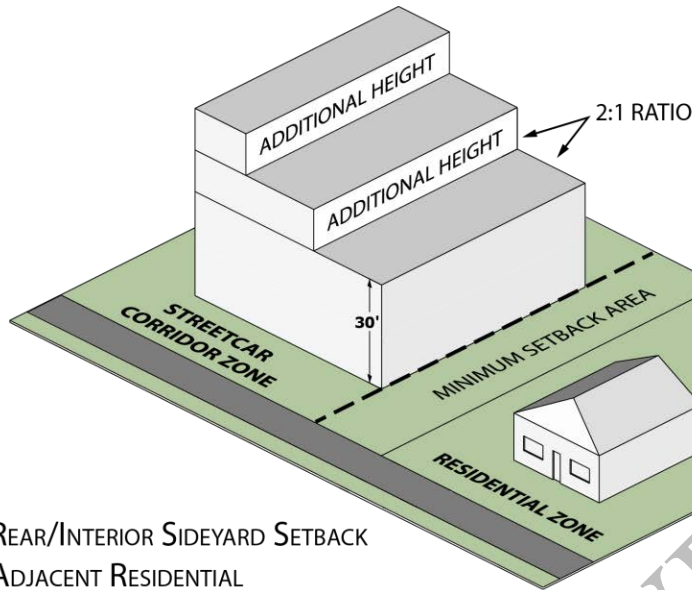 ADDITIONAL HEIGHT
2:1 RATIO
ADDITIONAL HEIGHT
30'
STREETCAR
CORRIDOR ZONE
MINIMUM SETBACK AREA
RESIDENTIAL ZONE
REAR/INTERIOR SIDEYARD SETBACK
ADJACENT RESIDENTIAL